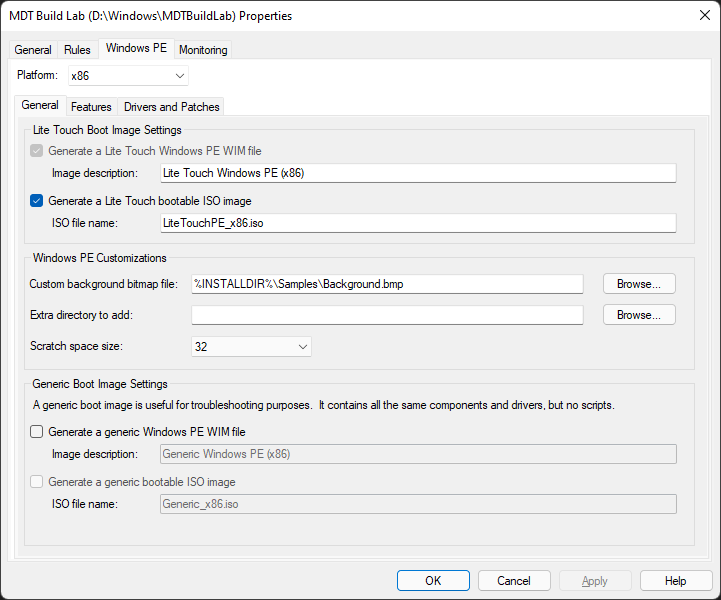 MDT Build Lab (D:\Windows\MDTBuildLab) Properties
General Rules Windows PE Monitoring
Platform: x86
General Features Drivers and Patches
Lite Touch Boot Image Settings
Generate a Lite Touch Windows PE WIM file
Image description: Lite Touch Windows PE (x86)
Generate a Lite Touch bootable ISO image
ISO file name: LiteTouchPE_x86.iso
Windows PE Customizations
Custom background bitmap file: %INSTALLDIR%\Samples\Background.bmp Browse...
Extra directory to add: Browse...
Scratch space size: 32
Generic Boot Image Settings
A generic boot image is useful for troubleshooting purposes. It contains all the same components and drivers, but no scripts.
Generate a generic Windows PE WIM file
Image description: Generic Windows PE (x86)
Generate a generic bootable ISO image
ISO file name: Generic_x86.iso
OK Cancel Apply Help